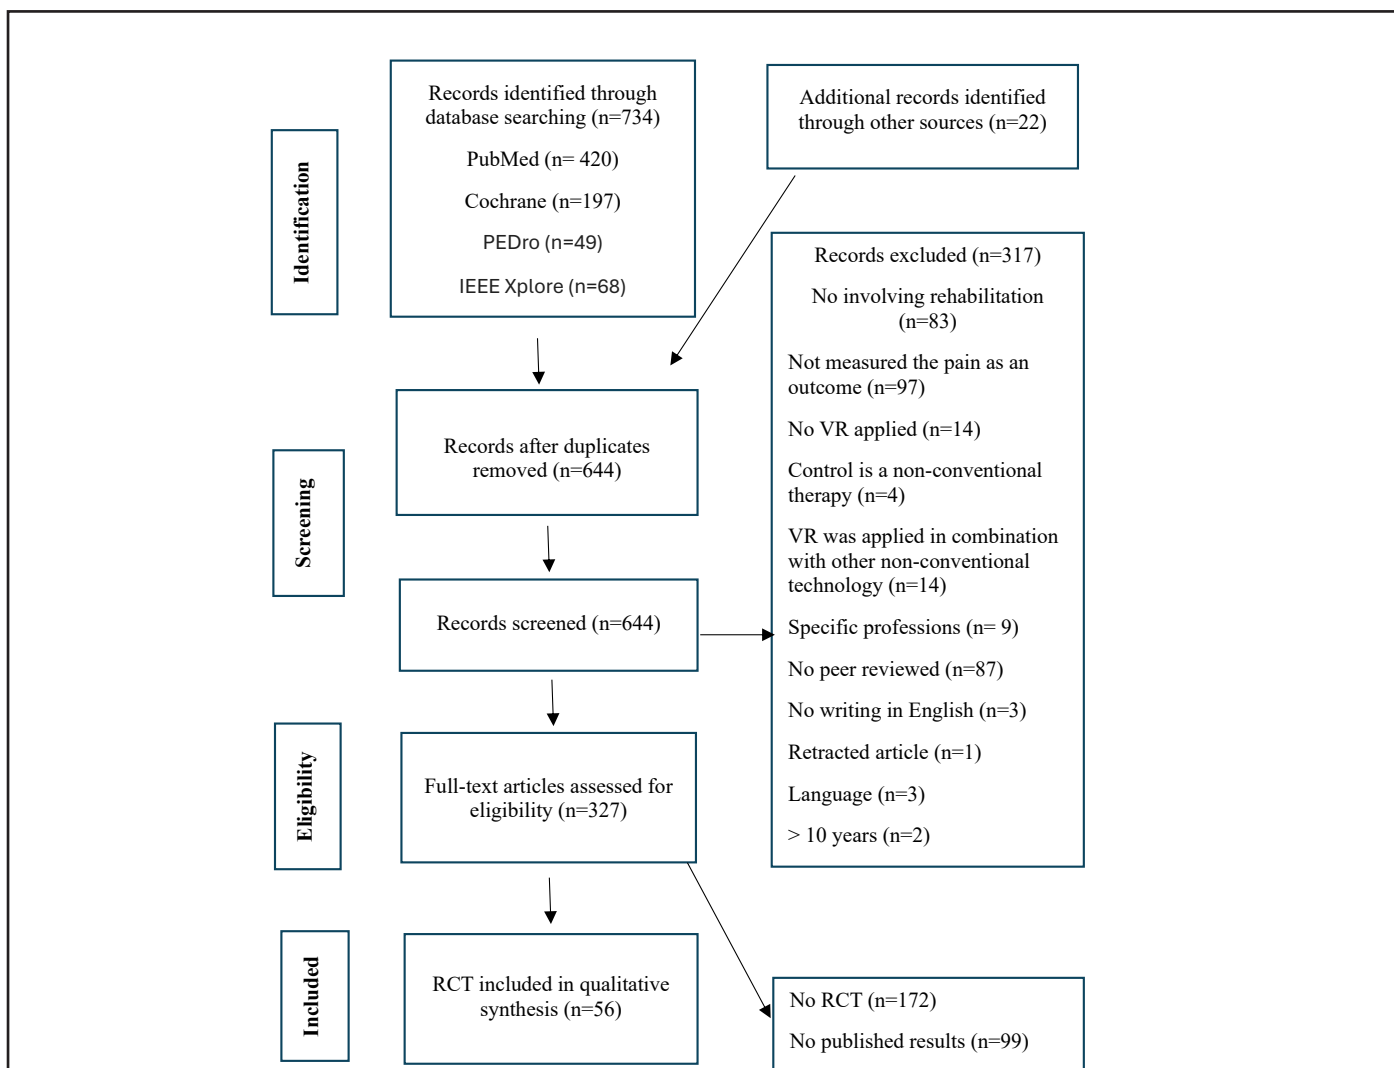 Identification
Records identified through
database searching (n=734)
PubMed (n= 420)
Cochrane (n=197)
PEDro (n=49)
IEEE Xplore (n=68)
Additional records identified
through other sources (n=22)
Screening
Records after duplicates
removed (n=644)
Records screened (n=644)
Records excluded (n=317)
No involving rehabilitation
(n=83)
Not measured the pain as an
outcome (n=97)
No VR applied (n=14)
Control is a non-conventional
therapy (n=4)
VR was applied in combination
with other non-conventional
technology (n=14)
Specific professions (n= 9)
No peer reviewed (n=87)
No writing in English (n=3)
Retracted article (n=1)
Language (n=3)
> 10 years (n=2)
Eligibility
Full-text articles assessed for
eligibility (n=327)
Included
RCT included in qualitative
synthesis (n=56)
No RCT (n=172)
No published results (n=99)